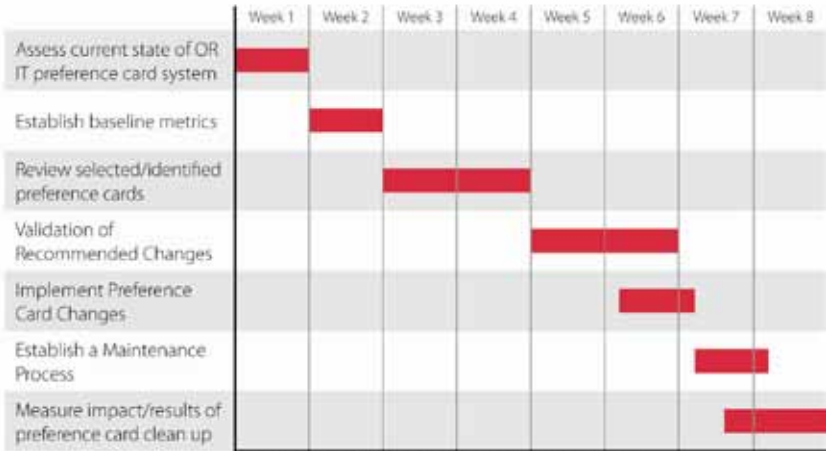 Week 1 Week 2 Week 3 Week 4 Week 5 Week 6 Week 7 Week 8
Assess current state of OR
IT preference card system
Establish baseline metrics
Review selected/identified
preference cards
Validation of
Recommended Changes
Implement Preference
Card Changes
Establish a Maintenance
Process
Measure impact/results of
preference card clean up